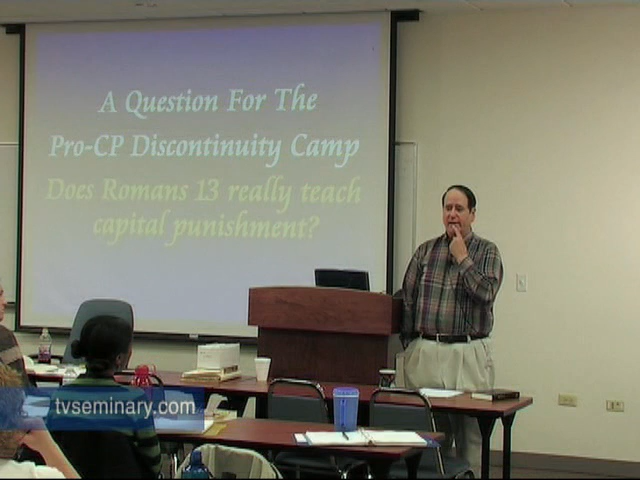 A Question For The
Pro-CP Discontinuity Camp
Does Romans 13 really teach
capital punishment?
tvseminary.com